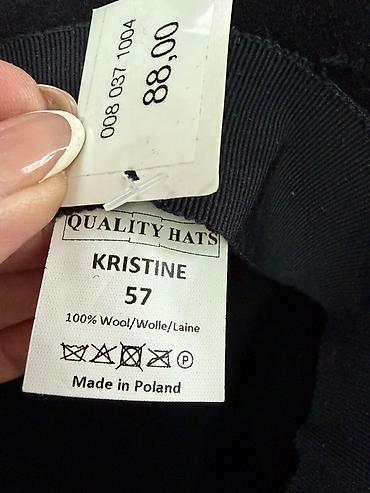 008 037 1004
88,00
QUALITY HATS
KRISTINE
57
100% Wool/Wolle/Laine
P
Made in Poland